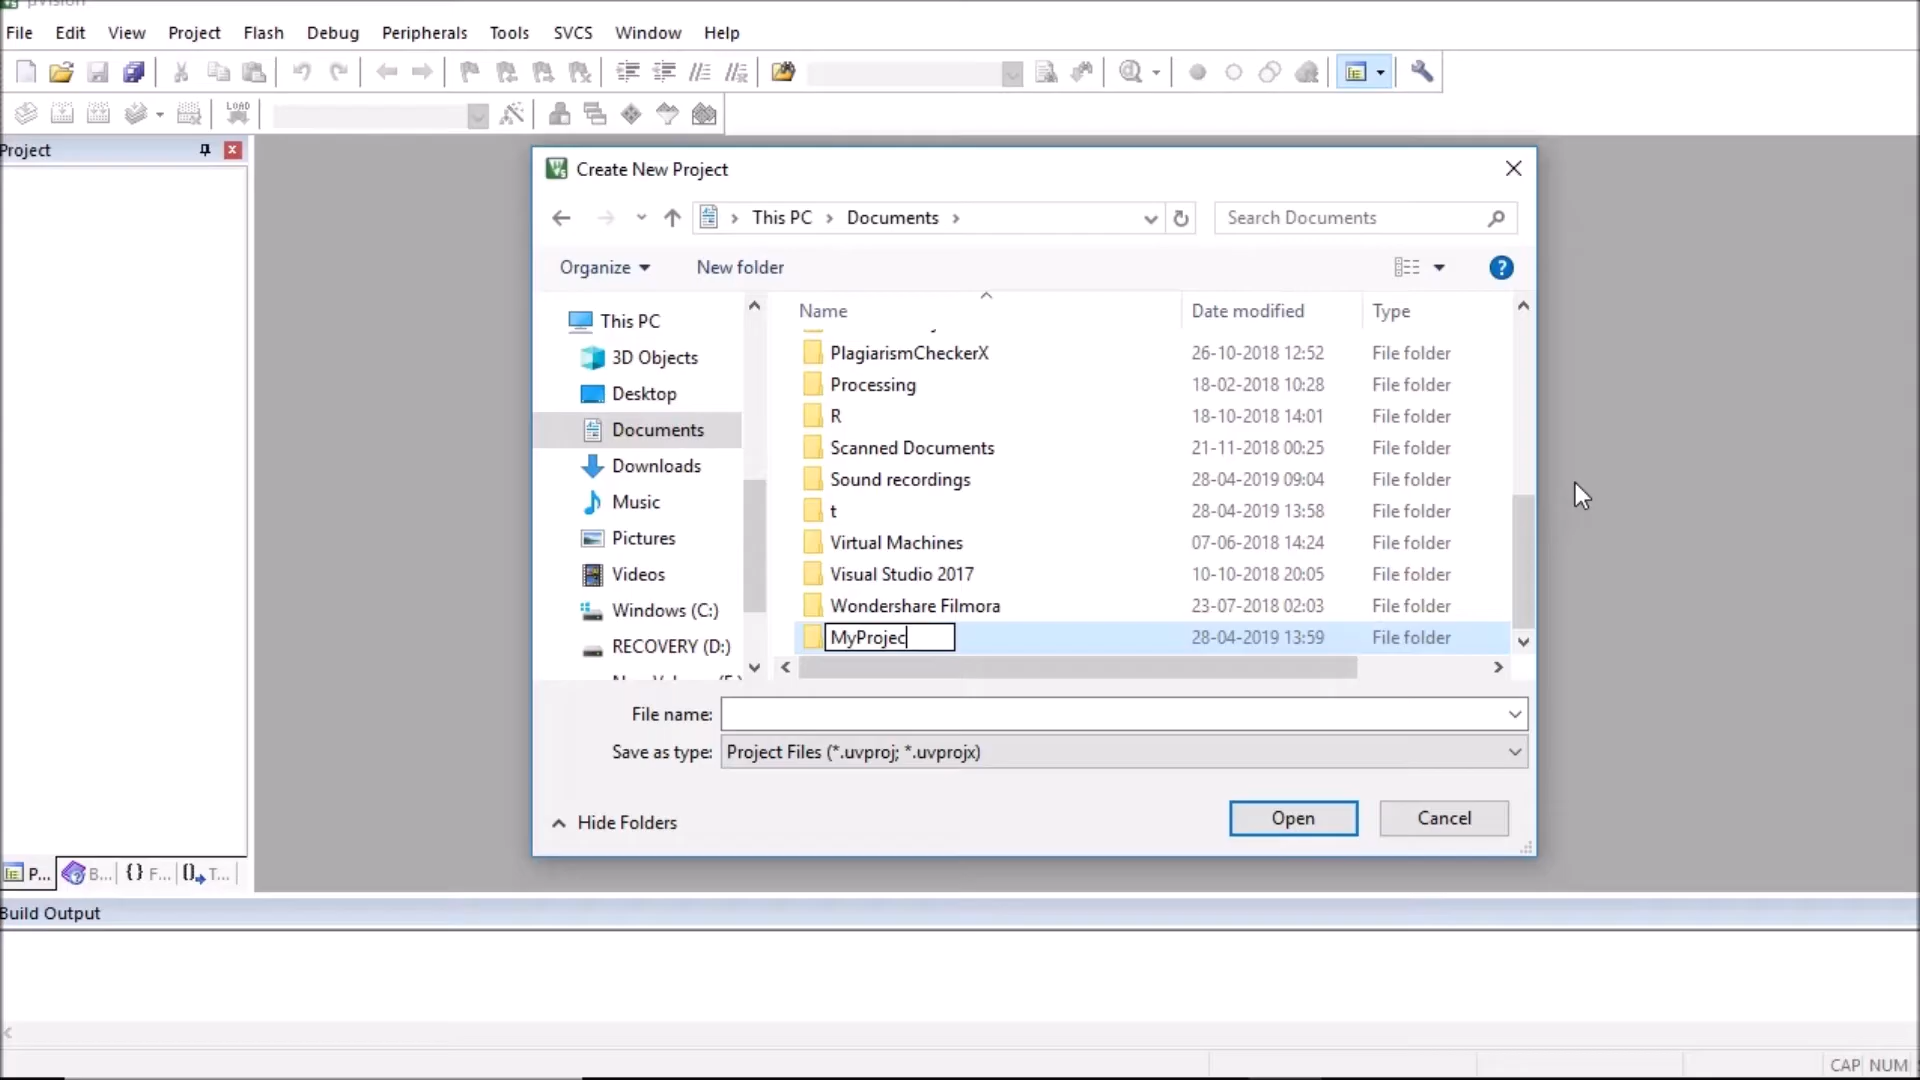 µVision
File Edit View Project Flash Debug Peripherals Tools SVCS Window Help
LOAD
Project
Create New Project
This PC Documents
Search Documents
Organize New folder
Name Date modified Type
This PC
3D Objects
Desktop
Documents
Downloads
Music
Pictures
Videos
Windows (C:)
RECOVERY (D:)
PlagiarismCheckerX 26-10-2018 12:52 File folder
Processing 18-02-2018 10:28 File folder
R 18-10-2018 14:01 File folder
Scanned Documents 21-11-2018 00:25 File folder
Sound recordings 28-04-2019 09:04 File folder
t 28-04-2019 13:58 File folder
Virtual Machines 07-06-2018 14:24 File folder
Visual Studio 2017 10-10-2018 20:05 File folder
Wondershare Filmora 23-07-2018 02:03 File folder
MyProjec 28-04-2019 13:59 File folder
File name:
Save as type: Project Files (*.uvproj; *.uvprojx)
Hide Folders
Open Cancel
P... B... {} F... T...
Build Output
CAP NUM